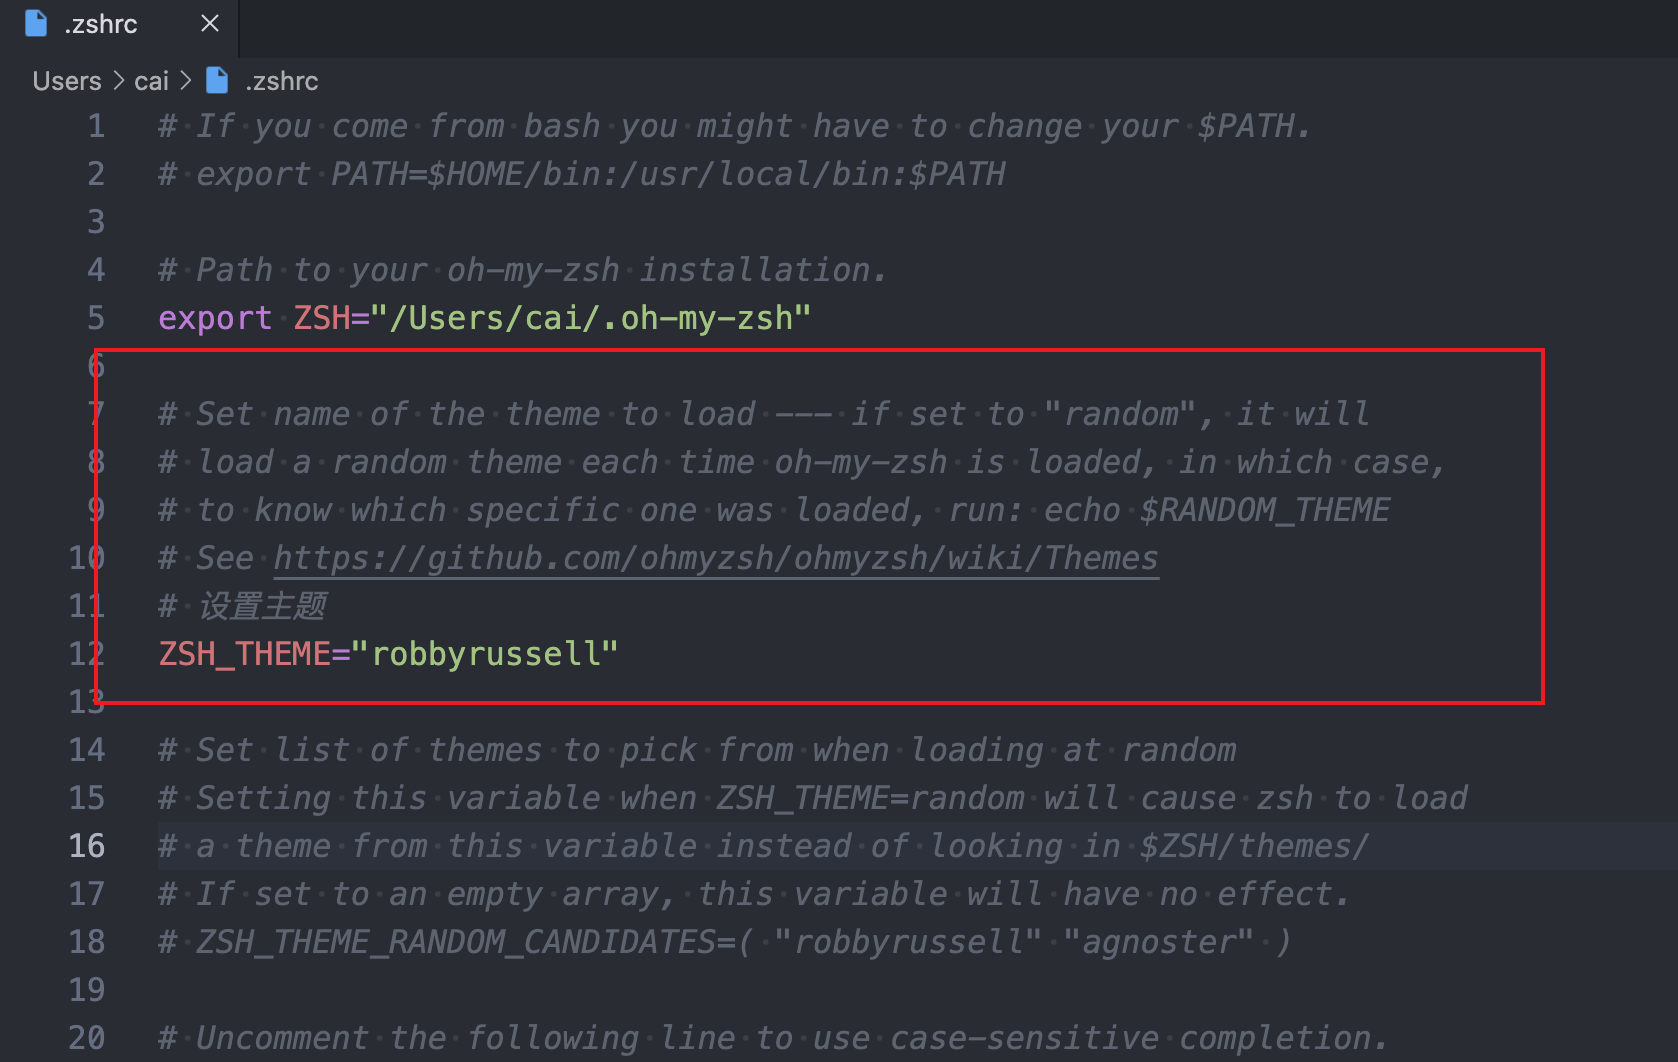 .zshrc
Users > cai > .zshrc
1 # If you come from bash you might have to change your $PATH.
2 # export PATH=$HOME/bin:/usr/local/bin:$PATH
3
4 # Path to your oh-my-zsh installation.
5 export ZSH="/Users/cai/.oh-my-zsh"
6
7 # Set name of the theme to load --- if set to "random", it will
8 # load a random theme each time oh-my-zsh is loaded, in which case,
9 # to know which specific one was loaded, run: echo $RANDOM_THEME
10 # See https://github.com/ohmyzsh/ohmyzsh/wiki/Themes
11 # 设置主题
12 ZSH_THEME="robbyrussell"
13
14 # Set list of themes to pick from when loading at random
15 # Setting this variable when ZSH_THEME=random will cause zsh to load
16 # a theme from this variable instead of looking in $ZSH/themes/
17 # If set to an empty array, this variable will have no effect.
18 # ZSH_THEME_RANDOM_CANDIDATES=( "robbyrussell" "agnoster" )
19
20 # Uncomment the following line to use case-sensitive completion.